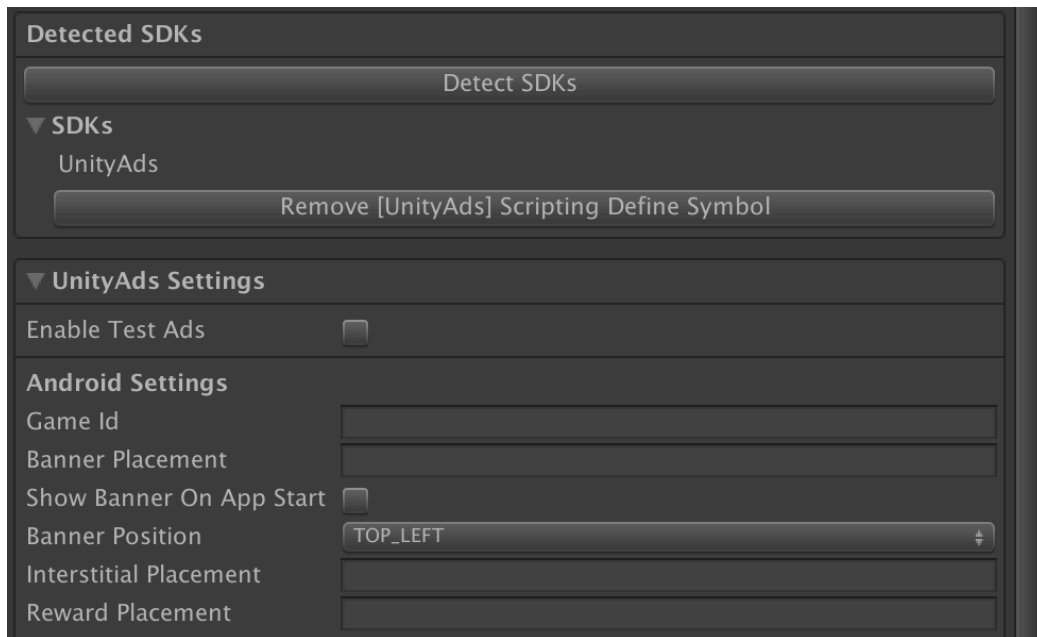 Detected SDKs
Detect SDKs
SDKs
UnityAds
Remove [UnityAds] Scripting Define Symbol
UnityAds Settings
Enable Test Ads
Android Settings
Game Id
Banner Placement
Show Banner On App Start
Banner Position TOP_LEFT
Interstitial Placement
Reward Placement